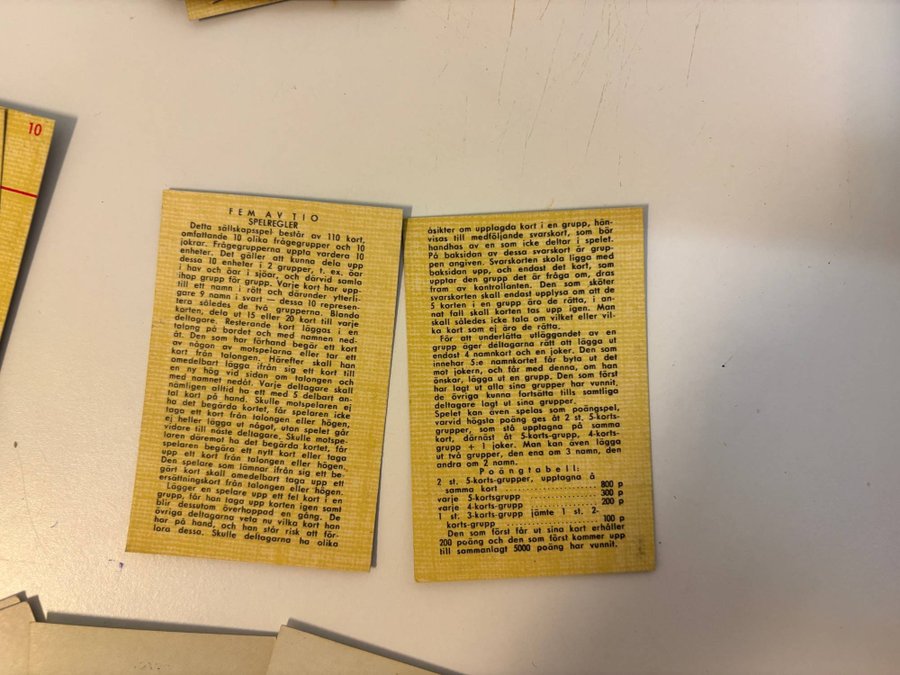 10
FEM AV TIO
SPELREGLER
Detta sällskapsspel består av 110 kort,
omfattande 10 olika frågegrupper och 10
jokrar. Frågegrupperna uppta vardera 10
enheter. Det gäller att kunna dela upp
dessa 10 enheter i 2 grupper, t. ex. öar
i hav och öar i sjöar, och därvid samla
ihop grupp för grupp. Varje kort har upp-
till ett namn i rött och därunder ytterli-
gare 9 namn i svart — dessa 10 represen-
tera således de två grupperna. Blanda
korten, dela ut 15 eller 20 kort till varje
deltagare. Resterande kort läggas i en
talong på bordet och med namnen ned-
åt. Den som har förhand begär ett kort
av någon av motspelarna eller tar ett
kort från talongen. Härefter skall han
omedelbart lägga ifrån sig ett kort till
en ny hög vid sidan om talongen och
med namnet nedåt. Varje deltagare skall
nämligen alltid ha ett med 5 delbart an-
tal kort på hand. Skulle motspelaren ej
ha det begärda kortet, får spelaren icke
taga ett kort från talongen eller högen,
ej heller lägga ut något, utan spelet går
vidare till näste deltagare. Skulle motspe-
laren däremot ha det begärda kortet, får
spelaren begära ett nytt kort eller taga
upp ett kort från talongen eller högen.
Den spelare som lämnar ifrån sig ett be-
gärt kort skall omedelbart taga upp ett
ersättningskort från talongen eller högen.
Lägger en spelare upp ett fel kort i en
grupp, får han taga upp korten igen samt
blir dessutom överhoppad en gång. De
övriga deltagarna veta nu vilka kort han
har på hand, och han står risk att för-
lora dessa. Skulle deltagarna ha olika
åsikter om upplagda kort i en grupp, hän-
visas till medföljande svarskort, som bör
handhas av en som icke deltar i spelet.
På baksidan av dessa svarskort är grup-
pen angiven. Svarskorten skola ligga med
baksidan upp, och endast det kort, som
upptar den grupp det är fråga om, dras
fram av kontrollanten. Den som sköter
svarskorten skall endast upplysa om att de
5 korten i en grupp äro de rätta, i an-
nat fall skall korten tas upp igen. Man
skall således icke tala om vilket eller vil-
ka kort som ej äro de rätta.
För att underlätta utläggandet av en
grupp äger deltagarna rätt att lägga ut
endast 4 namnkort och en joker. Den som
innehar 5:e namnkortet får byta ut det
mot jokern, och får med denna, om han
önskar, lägga ut en grupp. Den som först
har lagt ut alla sina grupper har vunnit,
de övriga kunna fortsätta tills samtliga
deltagare lagt ut sina grupper.
Spelet kan även spelas som poängspel,
varvid högsta poäng ges åt 2 st. 5-korts-
grupper, som stå upptagna på samma
kort, därnäst åt 5-korts-grupp, 4-korts-
grupp + 1 joker. Man kan även lägga
ut två grupper, den ena om 3 namn, den
andra om 2 namn.
Poängtabell:
2 st. 5-korts-grupper, upptagna å
samma kort .................. 800 p
varje 5-kortsgrupp .................. 300 p
varje 4-korts-grupp .................. 200 p
1 st. 3-korts-grupp jämte 1 st. 2-
korts-grupp .................. 100 p
Den som först får ut sina kort erhåller
200 poäng och den som först kommer upp
till sammanlagt 5000 poäng har vunnit.